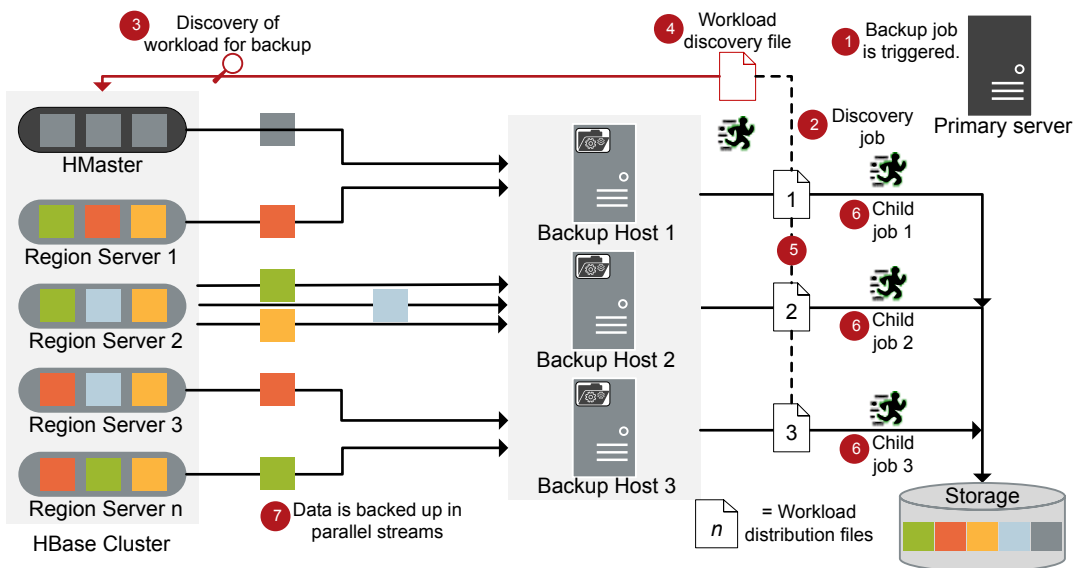 3
Discovery of
workload for backup
4
Workload
discovery file
1
Backup job
is triggered.
Primary server
2
Discovery
job
HMaster
Region Server 1
Region Server 2
Region Server 3
Region Server n
HBase Cluster
Backup Host 1
Backup Host 2
Backup Host 3
1
6
Child
job 1
5
2
6
Child
job 2
3
6
Child
job 3
7
Data is backed up in
parallel streams
n
= Workload
distribution files
Storage